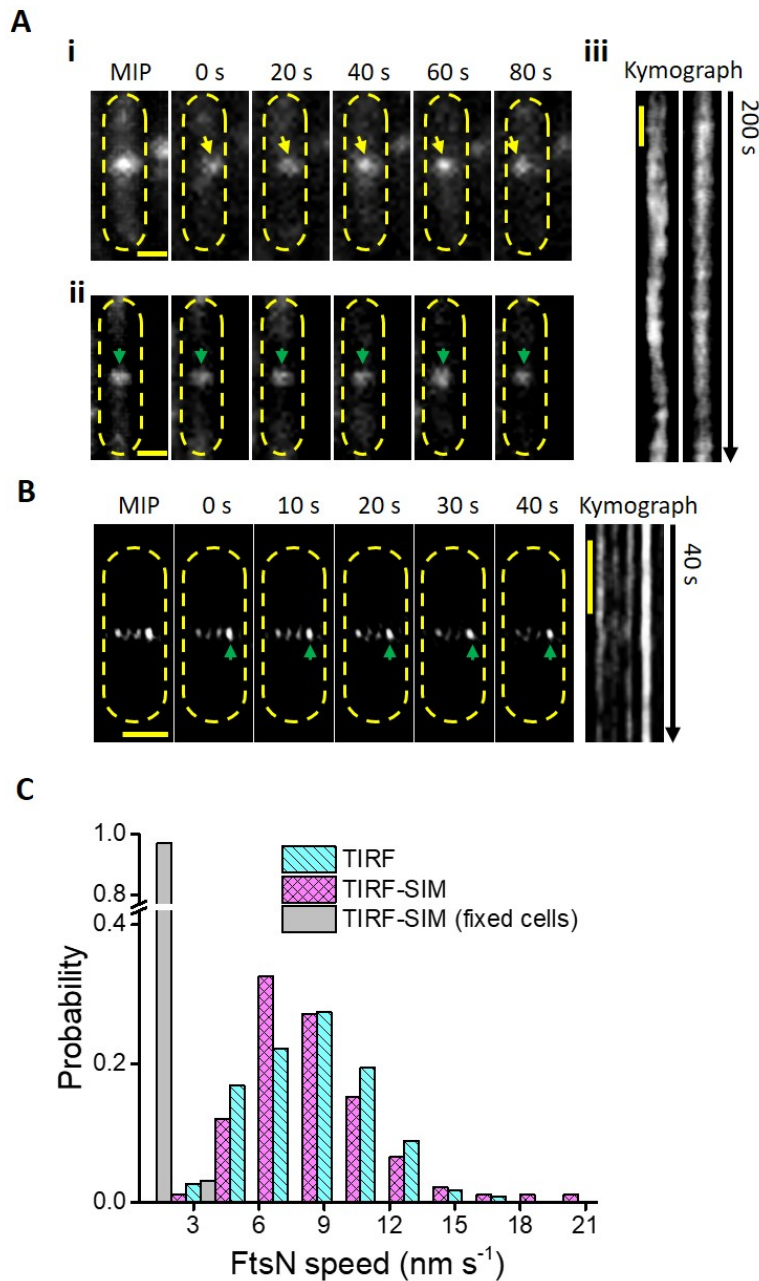 A
i
iii
MIP 0 s 20 s 40 s 60 s 80 s
Kymograph
200 s
ii
B
MIP 0 s 10 s 20 s 30 s 40 s Kymograph
40 s
C
1.0
0.8
0.4
0.2
0.0
Probability
TIRF
TIRF-SIM
TIRF-SIM (fixed cells)
3 6 9 12 15 18 21
FtsN speed (nm s⁻¹)